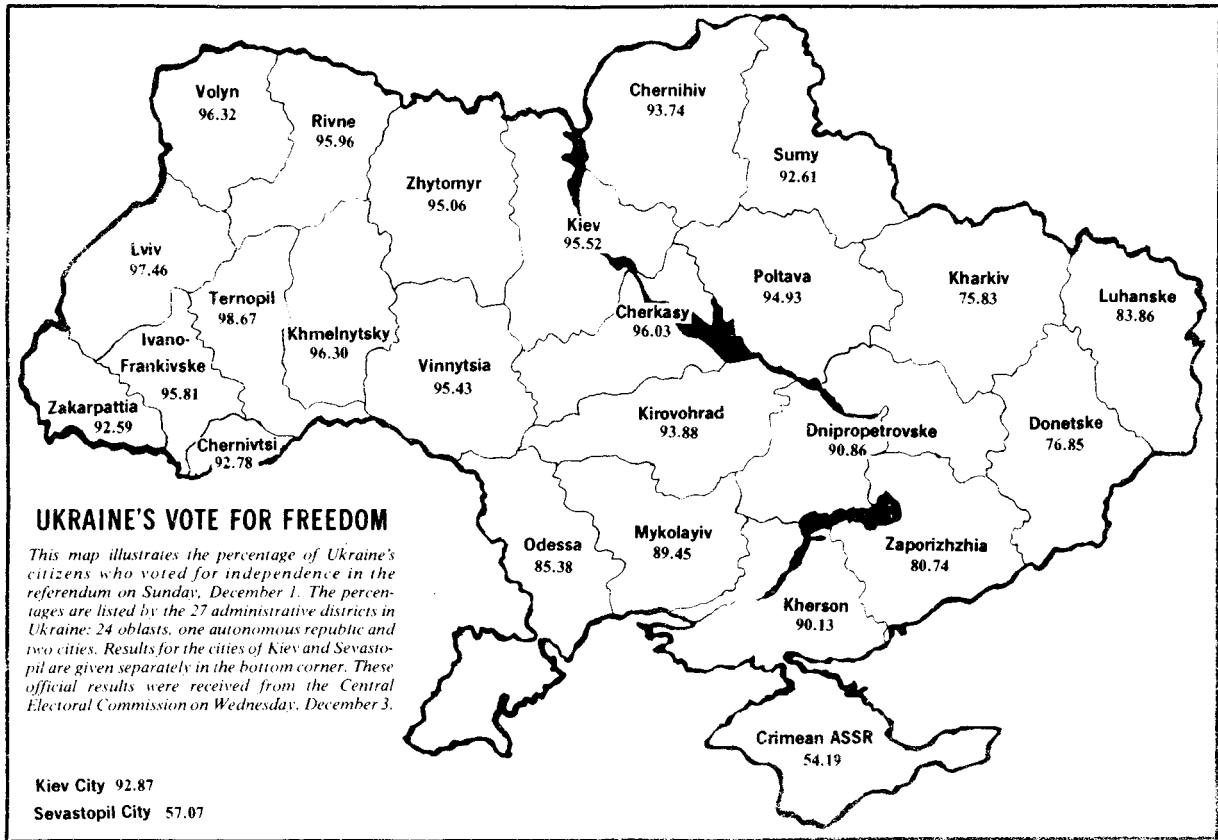 Volyn
96.32
Rivne
95.96
Zhytomyr
95.06
Chernihiv
93.74
Sumy
92.61
Kiev
95.52
Lviv
97.46
Ternopil
98.67
Khmelnytsky
96.30
Ivano-
Frankivske
95.81
Zakarpattia
92.59
Chernivtsi
92.78
Vinnytsia
95.43
Cherkasy
96.03
Poltava
94.93
Kharkiv
75.83
Luhanske
83.86
Kirovohrad
93.88
Dnipropetrovske
90.86
Donetske
76.85
Odessa
85.38
Mykolayiv
89.45
Zaporizhzhia
80.74
Kherson
90.13
Crimean ASSR
54.19
UKRAINE'S VOTE FOR FREEDOM
This map illustrates the percentage of Ukraine's
citizens who voted for independence in the
referendum on Sunday, December 1. The percen-
tages are listed by the 27 administrative districts in
Ukraine: 24 oblasts, one autonomous republic and
two cities. Results for the cities of Kiev and Sevasto-
pil are given separately in the bottom corner. These
official results were received from the Central
Electoral Commission on Wednesday, December 3.
Kiev City 92.87
Sevastopil City 57.07